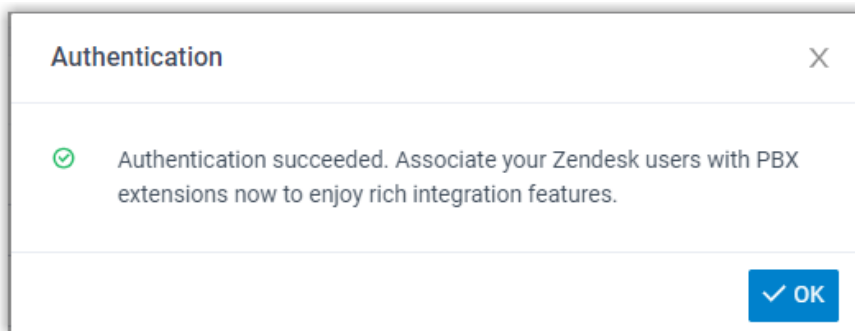 Authentication
Authentication succeeded. Associate your Zendesk users with PBX
extensions now to enjoy rich integration features.
OK